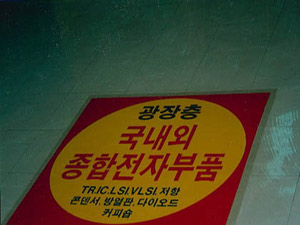 광장층
국내외
종합전자부품
TR.IC.LSI.VLSI.저항
콘덴서, 방열판, 다이오드
커피숍